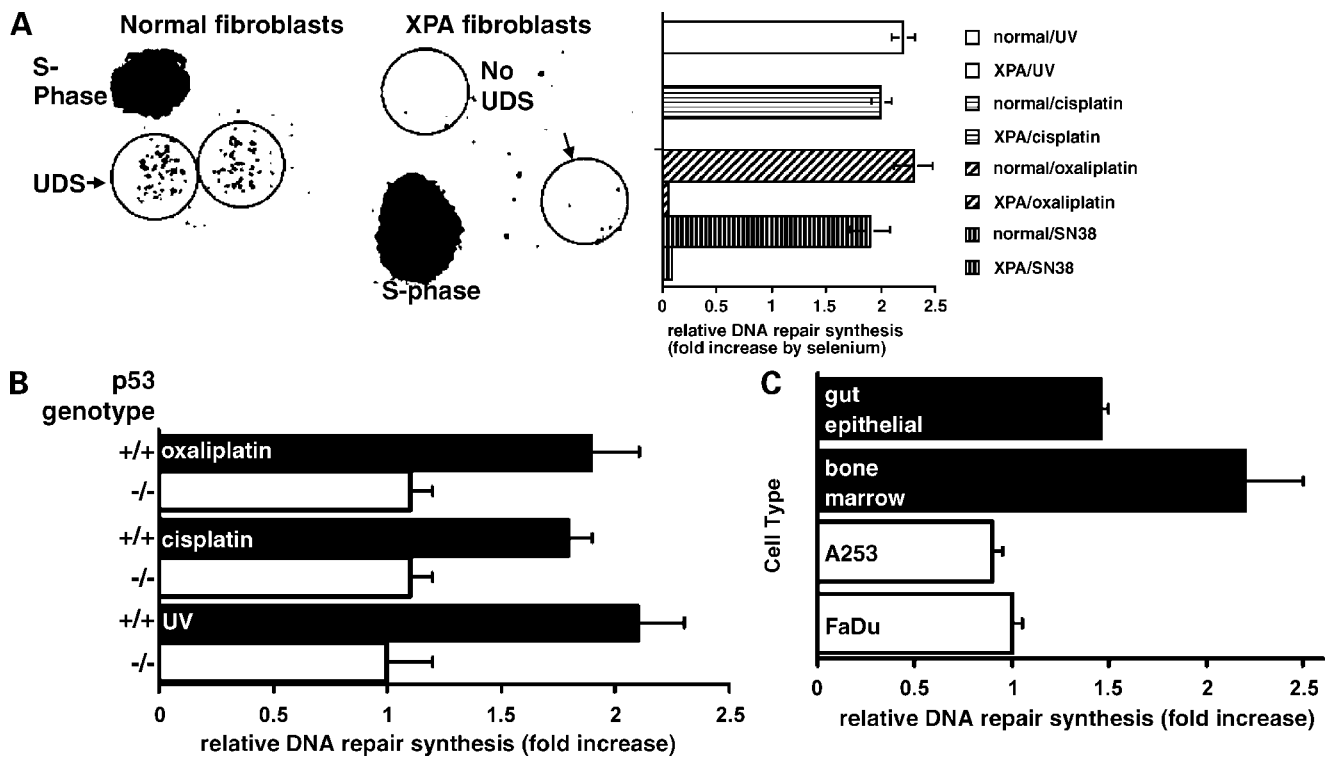 A
Normal fibroblasts
XPA fibroblasts
S-
Phase
UDS
No
UDS
S-phase
normal/UV
XPA/UV
normal/cisplatin
XPA/cisplatin
normal/oxaliplatin
XPA/oxaliplatin
normal/SN38
XPA/SN38
0 0.5 1 1.5 2 2.5
relative DNA repair synthesis
(fold increase by selenium)
B
p53
genotype
+/+ oxaliplatin
-/-
+/+ cisplatin
-/-
+/+ UV
-/-
0 0.5 1 1.5 2 2.5
relative DNA repair synthesis (fold increase)
C
Cell Type
gut
epithelial
bone
marrow
A253
FaDu
0 0.5 1 1.5 2 2.5
relative DNA repair synthesis (fold increase)